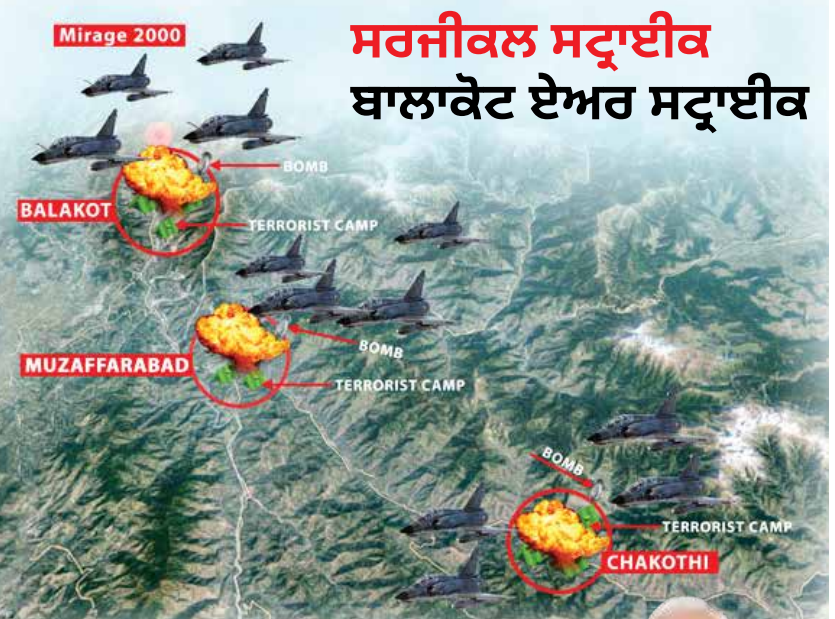 Mirage 2000
ਸਰਜੀਕਲ ਸਟ੍ਰਾਈਕ
ਬਾਲਾਕੋਟ ਏਅਰ ਸਟ੍ਰਾਈਕ
BOMB
BALAKOT
TERRORIST CAMP
BOMB
MUZAFFARABAD
TERRORIST CAMP
BOMB
TERRORIST CAMP
CHAKOTHI